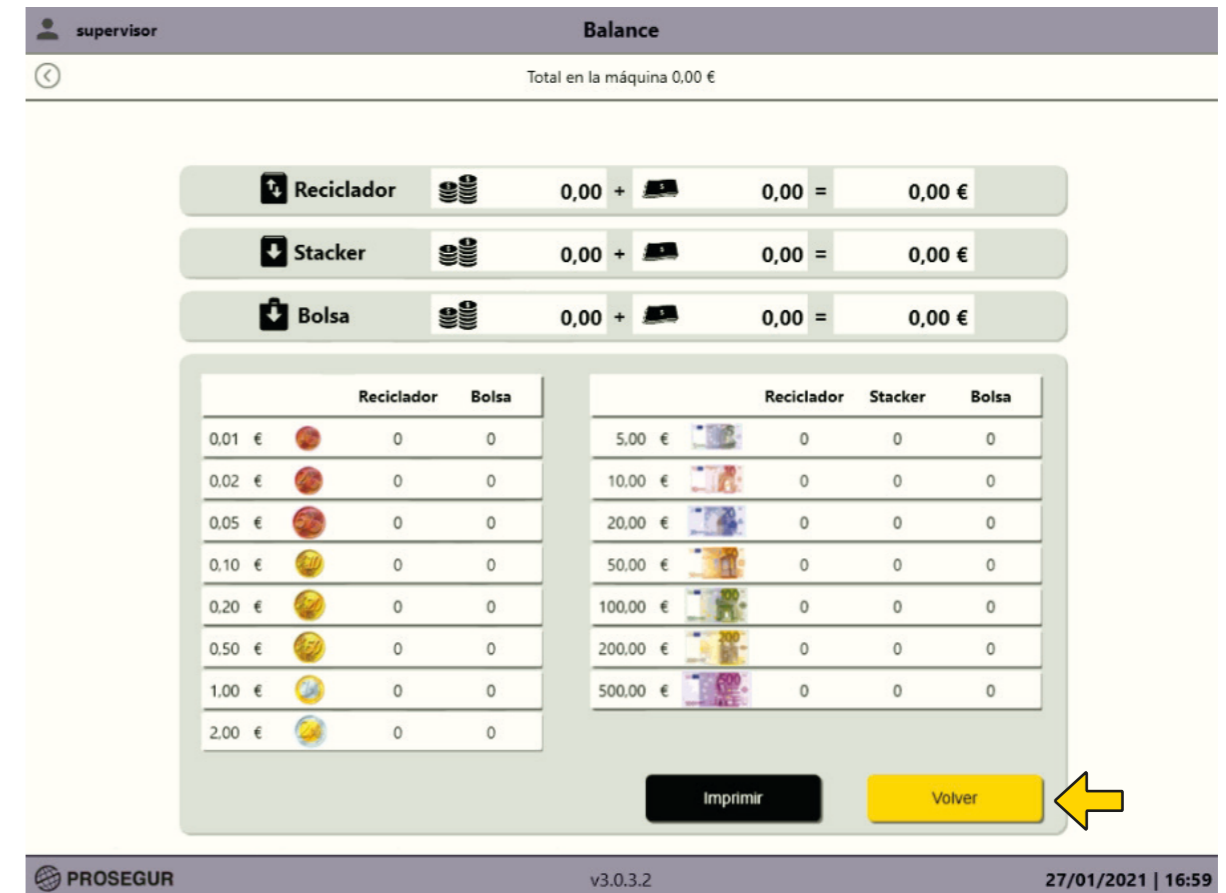 supervisor
Balance
Total en la máquina 0,00 €
Reciclador 0,00 + 0,00 = 0,00 €
Stacker 0,00 + 0,00 = 0,00 €
Bolsa 0,00 + 0,00 = 0,00 €
Reciclador Bolsa
0,01 € 0 0
0,02 € 0 0
0,05 € 0 0
0,10 € 0 0
0,20 € 0 0
0,50 € 0 0
1,00 € 0 0
2,00 € 0 0
Reciclador Stacker Bolsa
5,00 € 0 0 0
10,00 € 0 0 0
20,00 € 0 0 0
50,00 € 0 0 0
100,00 € 0 0 0
200,00 € 0 0 0
500,00 € 0 0 0
Imprimir
Volver
PROSEGUR
v3.0.3.2
27/01/2021 | 16:59